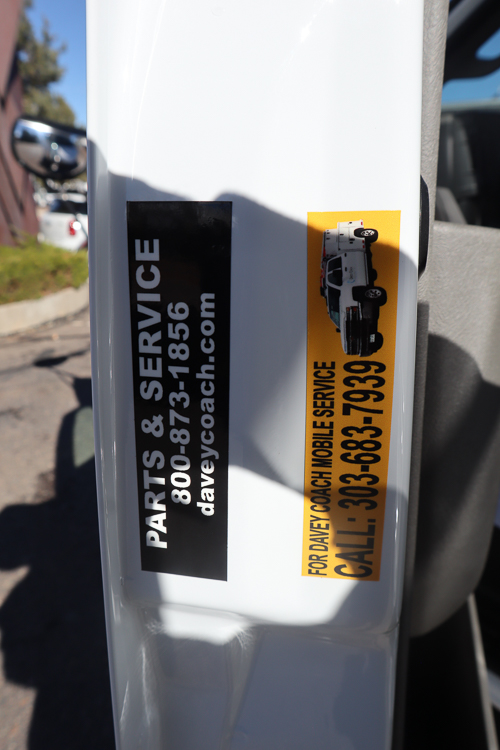 PARTS & SERVICE
800-873-1856
daveycoach.com
FOR DAVEY COACH MOBILE SERVICE
CALL: 303-683-7939